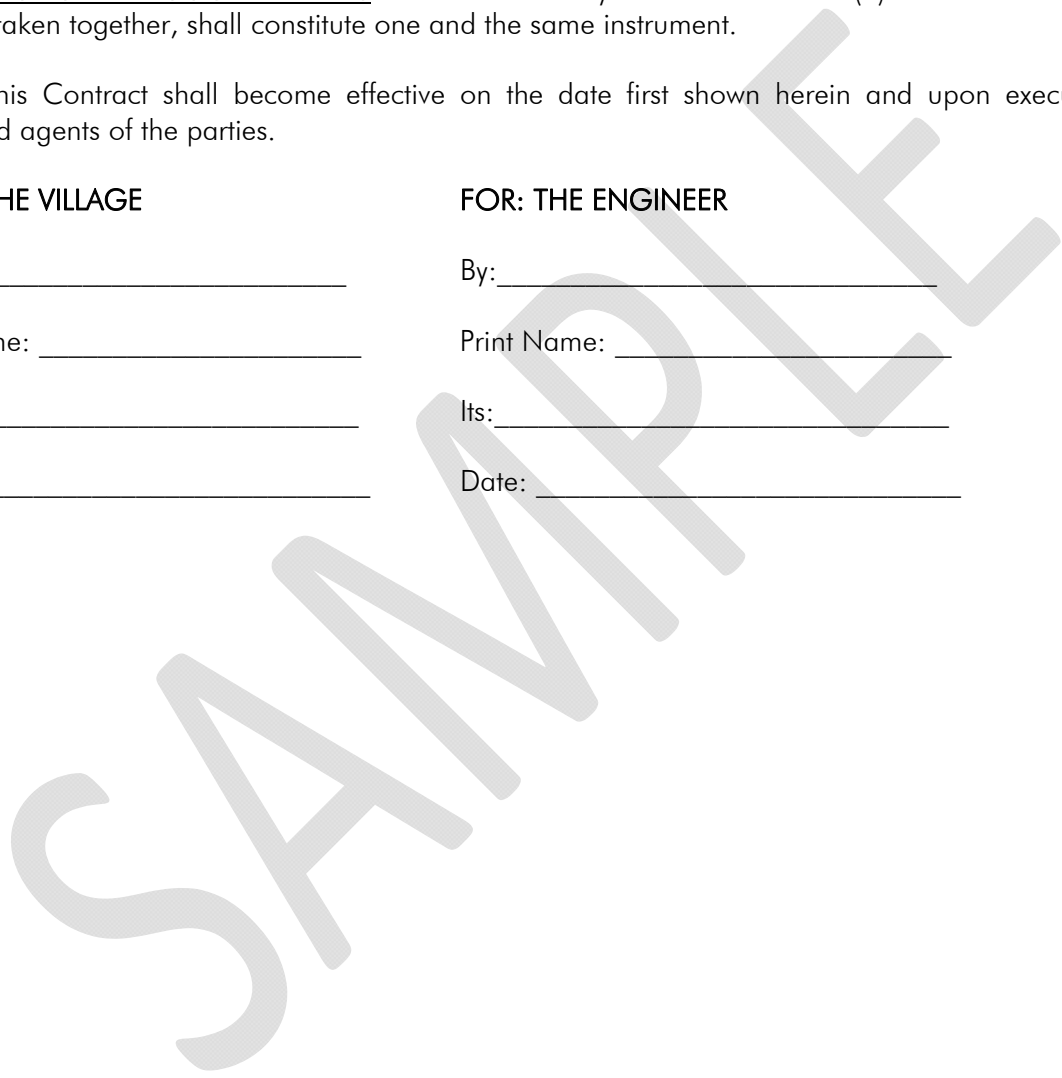 taken together, shall constitute one and the same instrument.
his Contract shall become effective on the date first shown herein and upon
d agents of the parties.
HE VILLAGE
FOR: THE ENGINEER
By:
ne:
Print Name:
Its:
Date:
SAMPLE